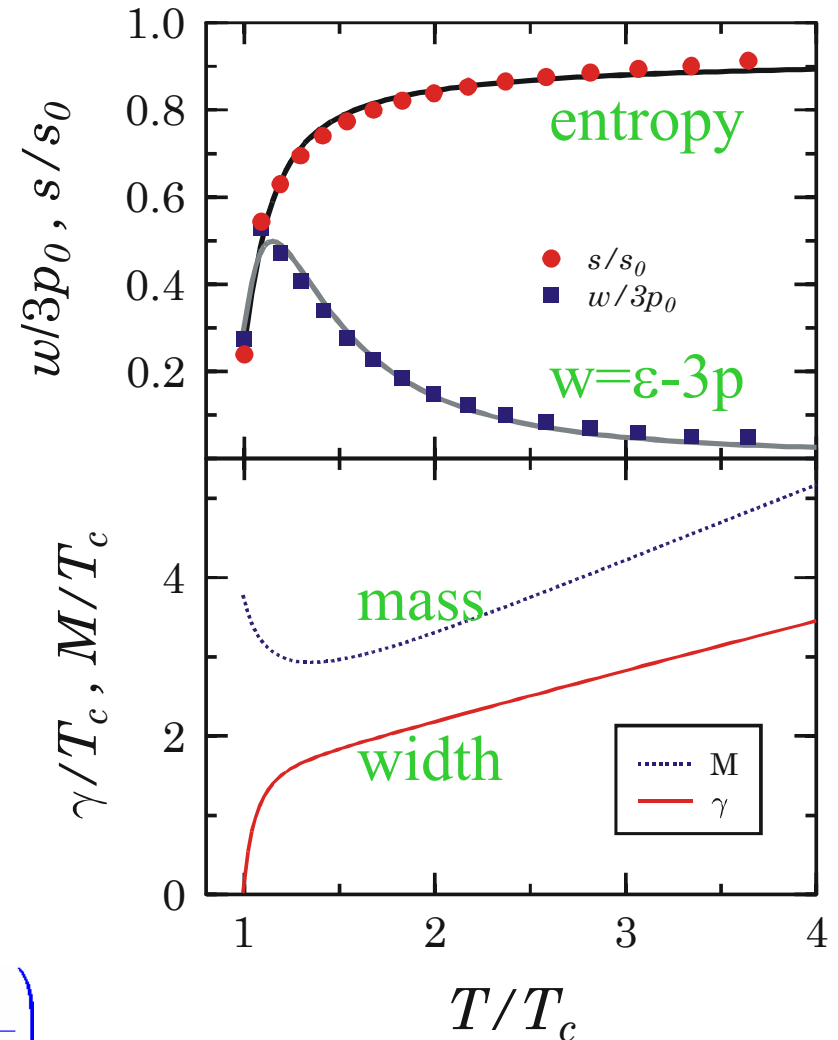 w/3p₀ , s/s₀
1.0
0.8
0.6
0.4
0.2
entropy
s/s₀
w/3p₀
w=ε-3p
γ/T_c , M/T_c
4
2
0
mass
width
M
γ
1 2 3 4
T/T_c